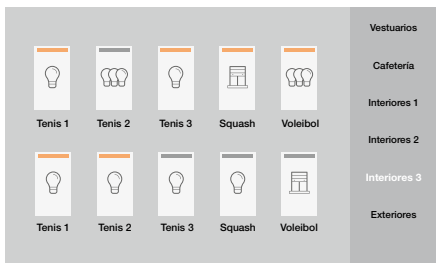 Tenis 1 Tenis 2 Tenis 3 Squash Voleibol
Tenis 1 Tenis 2 Tenis 3 Squash Voleibol
Vestuarios
Cafetería
Interiores 1
Interiores 2
Interiores 3
Exteriores